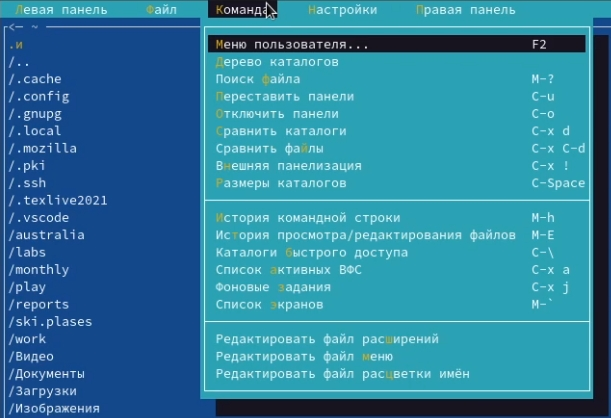 Левая панель Файл Команда Настройки Правая панель
<- ~
.и
/..
/.cache
/.config
/.gnupg
/.local
/.mozilla
/.pki
/.ssh
/.texlive2021
/.vscode
/australia
/labs
/monthly
/play
/reports
/ski.plases
/work
/Видео
/Документы
/Загрузки
/Изображения
Меню пользователя... F2
Дерево каталогов
Поиск файла M-?
Переставить панели C-u
Отключить панели C-o
Сравнить каталоги C-x d
Сравнить файлы C-x C-d
Внешняя панелизация C-x !
Размеры каталогов C-Space
История командной строки M-h
История просмотра/редактирования файлов M-E
Каталоги быстрого доступа C-\
Список активных ВФС C-x a
Фоновые задания C-x j
Список экранов M-`
Редактировать файл расширений
Редактировать файл меню
Редактировать файл расцветки имён